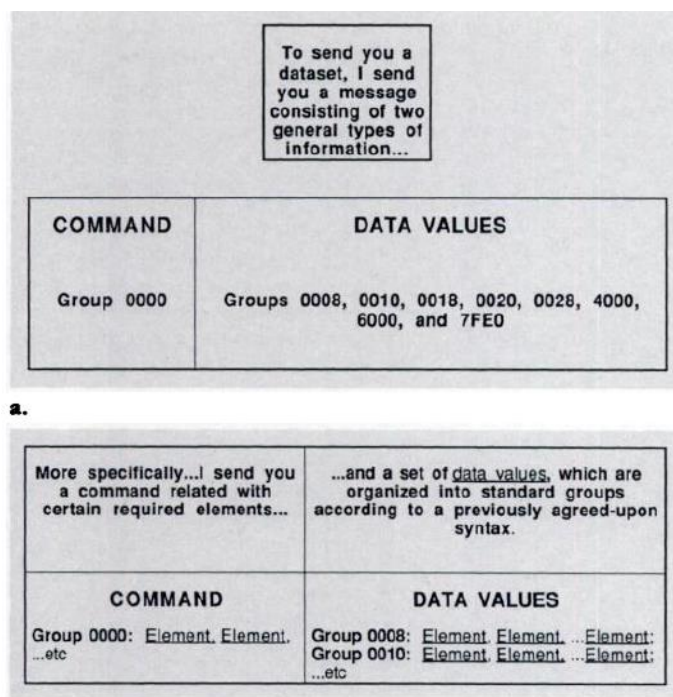 To send you a
dataset, I send
you a message
consisting of two
general types of
information...
COMMAND
DATA VALUES
Group 0000
Groups 0008, 0010, 0018, 0020, 0028, 4000,
6000, and 7FE0
a.
More specifically...I send you
a command related with
certain required elements...
...and a set of data values, which are
organized into standard groups
according to a previously agreed-upon
syntax.
COMMAND
Group 0000: Element, Element,
...etc
DATA VALUES
Group 0008: Element, Element, ...Element;
Group 0010: Element, Element, ...Element;
...etc